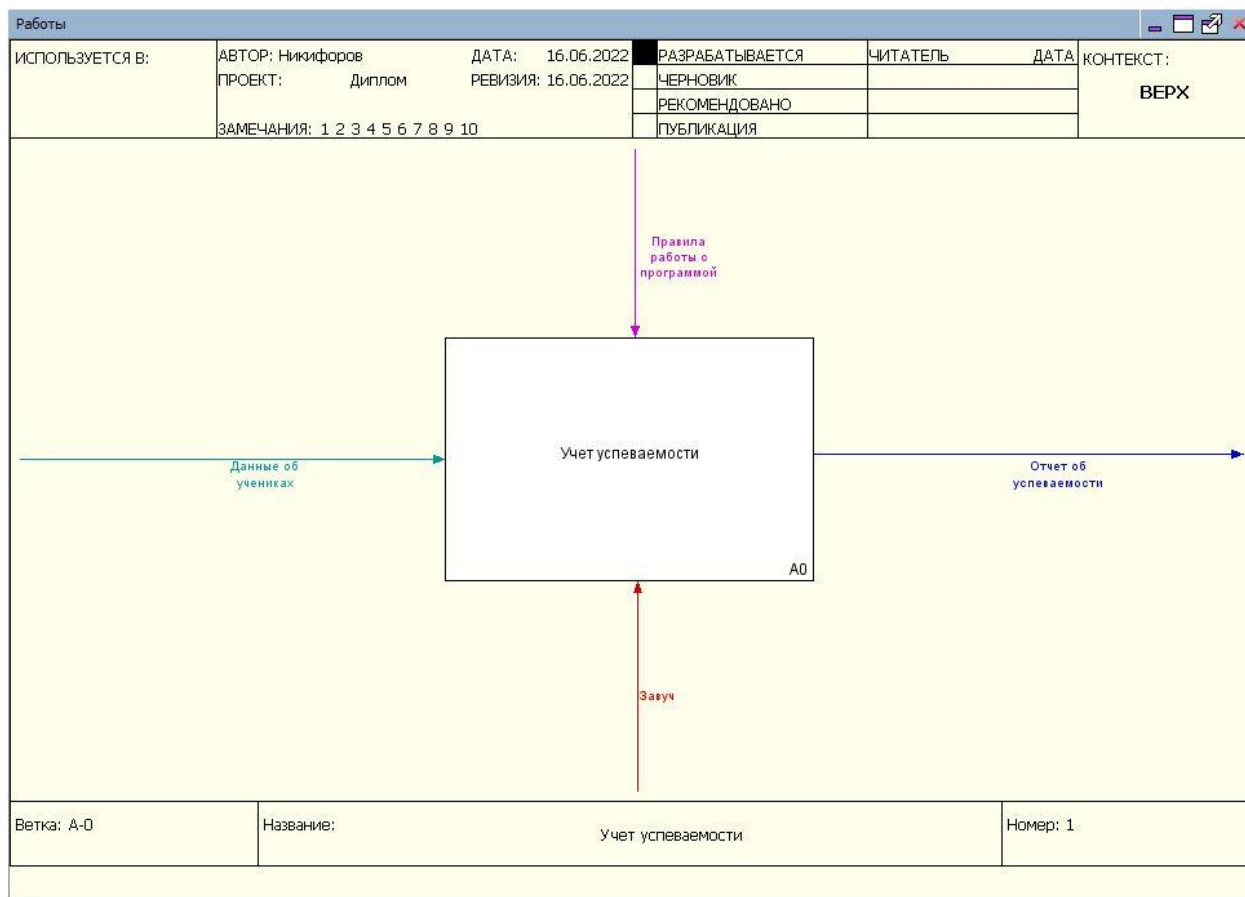 Работы
ИСПОЛЬЗУЕТСЯ В:
АВТОР: Никифоров
ДАТА: 16.06.2022
ПРОЕКТ: Диплом
РЕВИЗИЯ: 16.06.2022
ЗАМЕЧАНИЯ: 1 2 3 4 5 6 7 8 9 10
РАЗРАБАТЫВАЕТСЯ
ЧЕРНОВИК
РЕКОМЕНДОВАНО
ПУБЛИКАЦИЯ
ЧИТАТЕЛЬ ДАТА
КОНТЕКСТ:
ВЕРХ
Правила
работы с
программой
Данные об
учениках
Учет успеваемости
A0
Отчет об
успеваемости
Завуч
Ветка: A-0
Название:
Учет успеваемости
Номер: 1